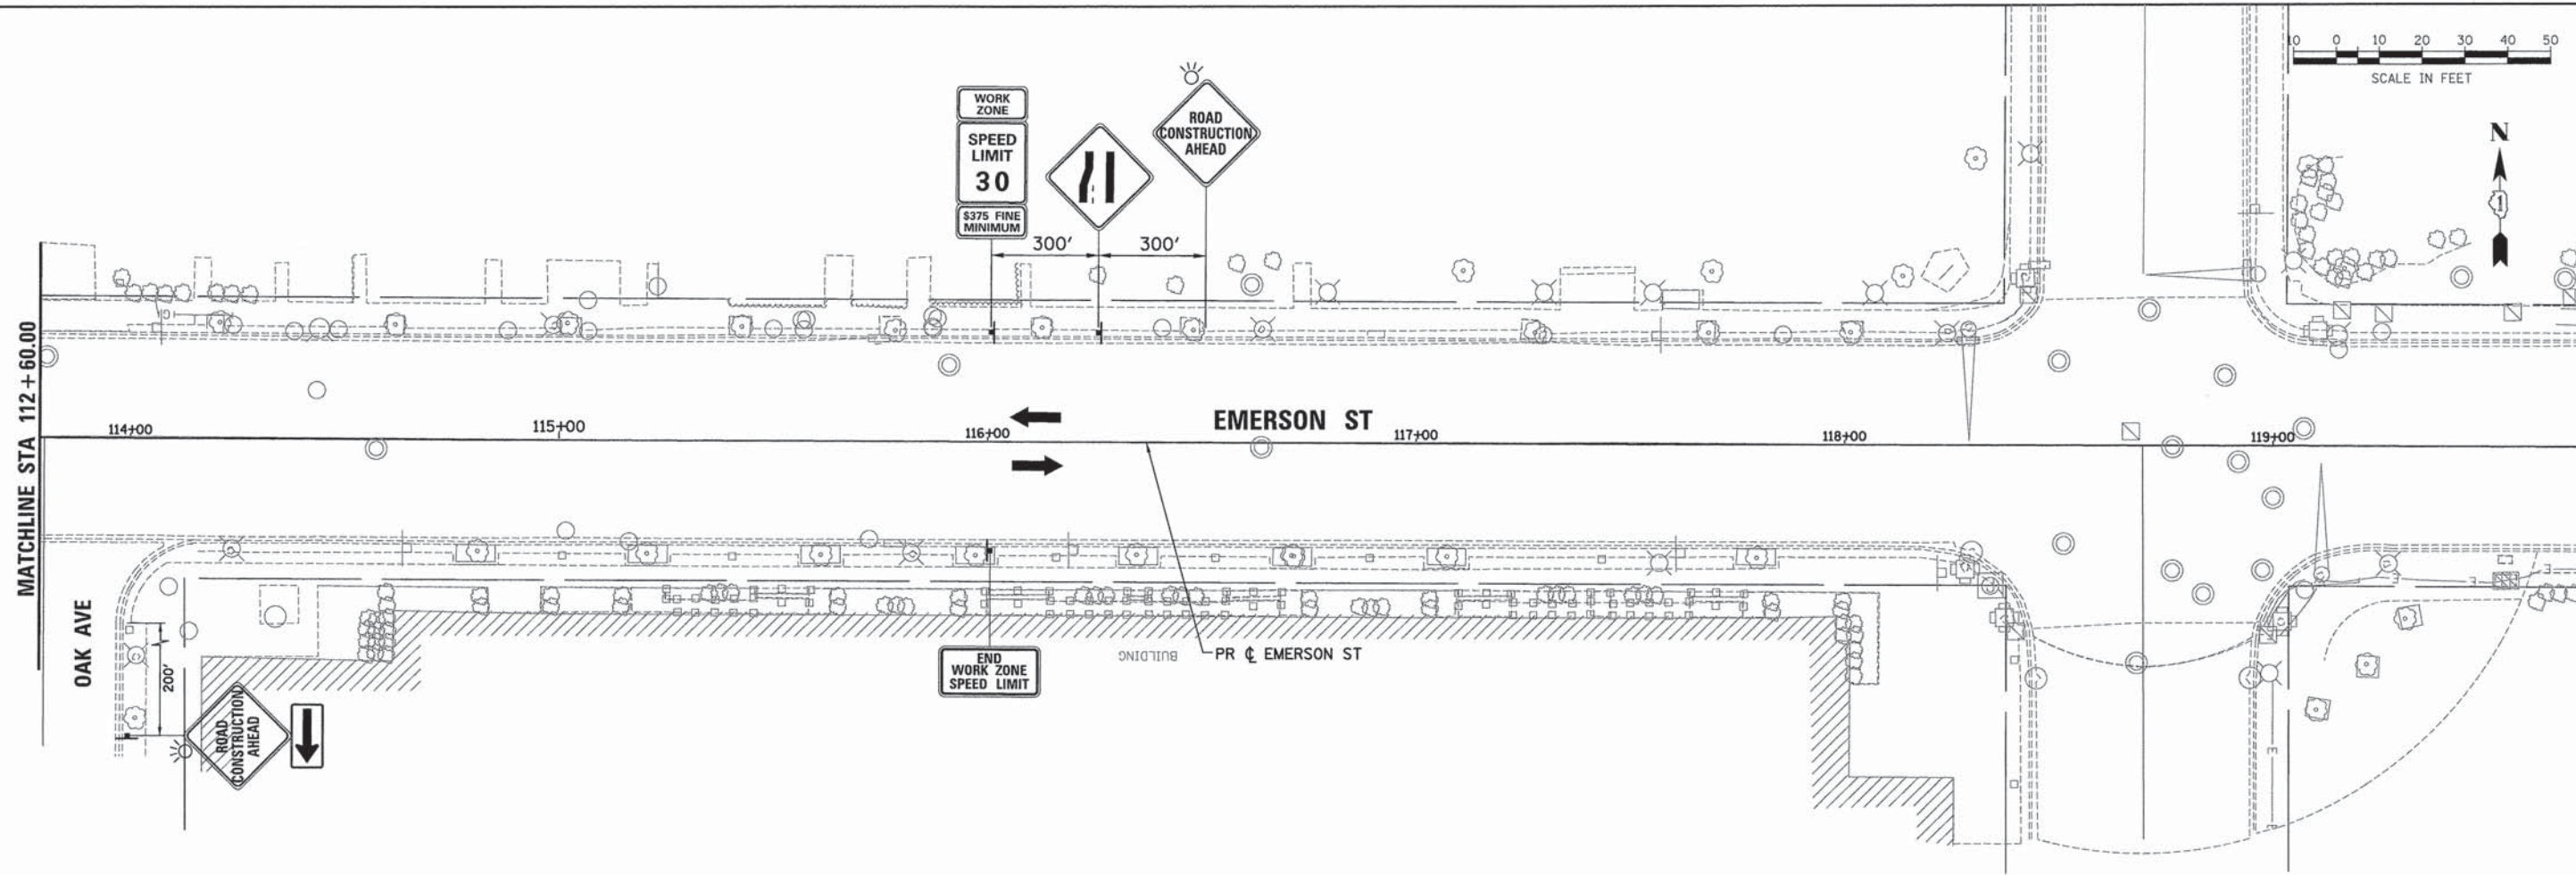 10 0 10 20 30 40 50
SCALE IN FEET
N
1
WORK
ZONE
SPEED
LIMIT
30
$375 FINE
MINIMUM
ROAD
CONSTRUCTION
AHEAD
300'
300'
G
MATCHLINE STA 112+60.00
EMERSON ST
114+00
115+00
116+00
117+00
118+00
119+00
OAK AVE
200'
ROAD
CONSTRUCTION
AHEAD
END
WORK ZONE
SPEED LIMIT
BUILDING
PR ℄ EMERSON ST
E
E
E
E
E